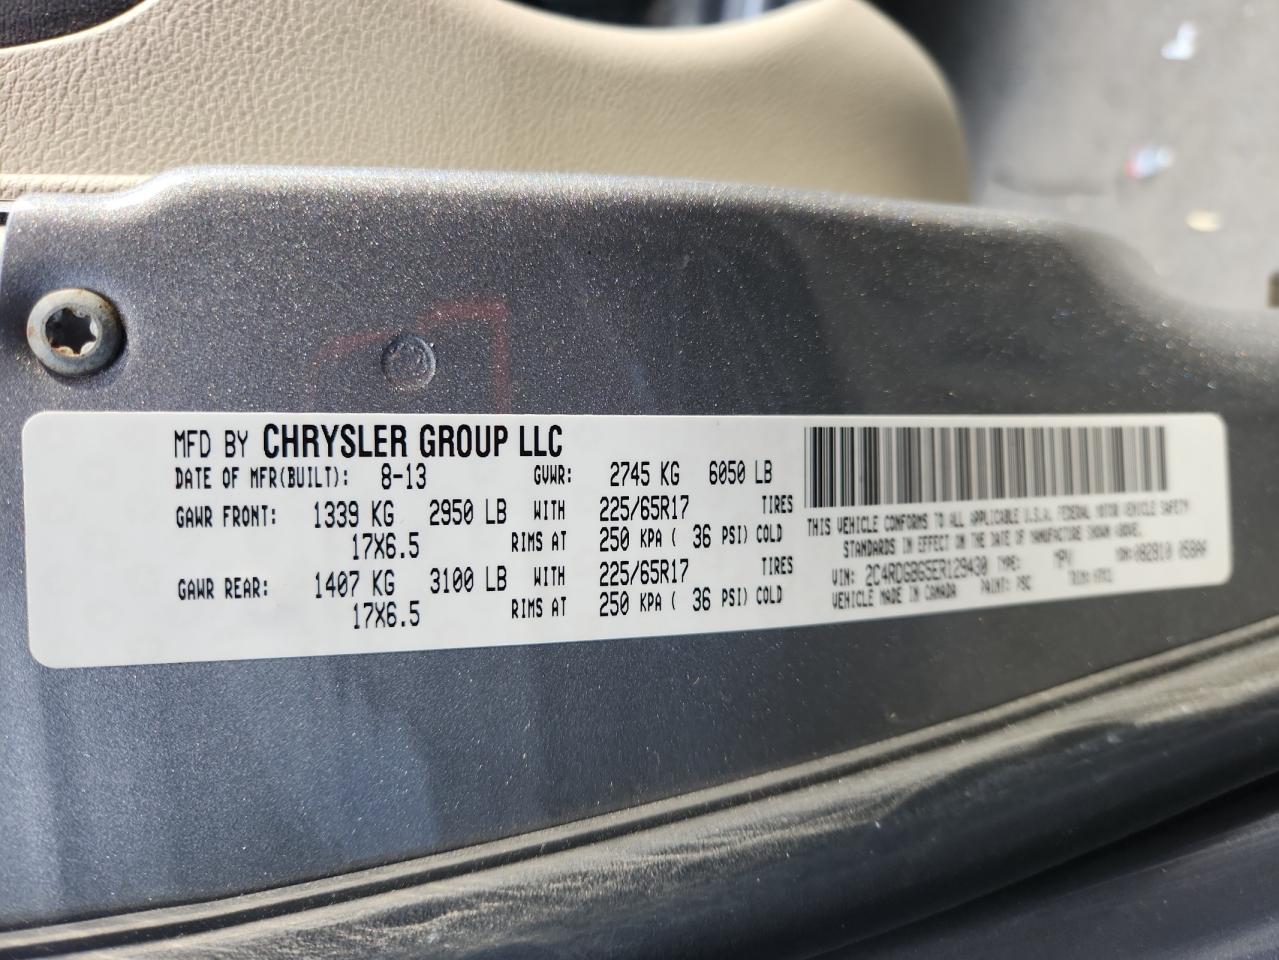 MFD BY CHRYSLER GROUP LLC
DATE OF MFR(BUILT): 8-13 GVWR: 2745 KG 6050 LB
GAWR FRONT: 1339 KG 2950 LB WITH 225/65R17 TIRES
17X6.5 RIMS AT 250 KPA ( 36 PSI) COLD
GAWR REAR: 1407 KG 3100 LB WITH 225/65R17 TIRES
17X6.5 RIMS AT 250 KPA ( 36 PSI) COLD
THIS VEHICLE CONFORMS TO ALL APPLICABLE U.S.A. FEDERAL MOTOR VEHICLE SAFETY
STANDARDS IN EFFECT ON THE DATE OF MANUFACTURE SHOWN ABOVE.
VIN: TYPE: MPV
VEHICLE MADE IN CANADA PAINT: PSC